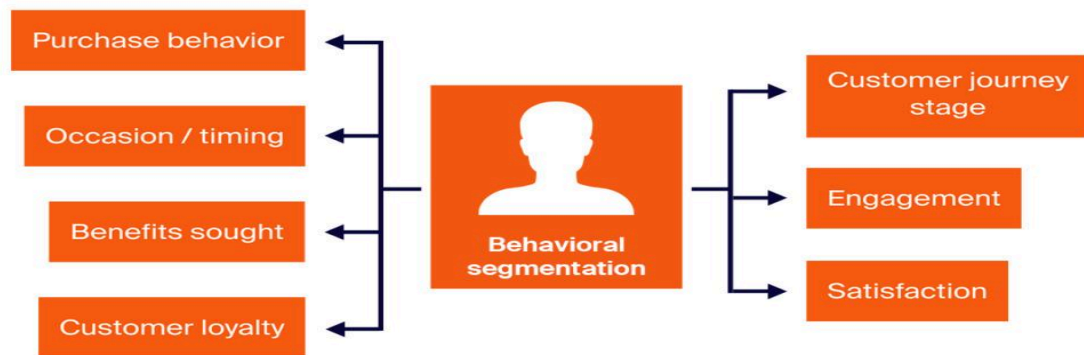 Purchase behavior
Occasion / timing
Benefits sought
Customer loyalty
Behavioral
segmentation
Customer journey
stage
Engagement
Satisfaction